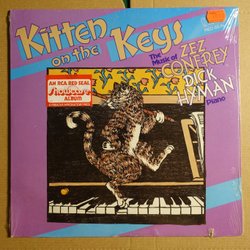 Kitten
on the Keys
The Music of
ZEZ
CONFREY
DICK
HYMAN
Piano
AN RCA RED SEAL
Showcase
ALBUM